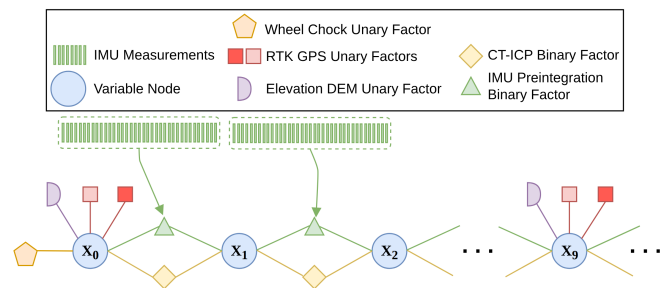 Wheel Chock Unary Factor
IMU Measurements
RTK GPS Unary Factors
CT-ICP Binary Factor
Variable Node
Elevation DEM Unary Factor
IMU Preintegration
Binary Factor
X0
X1
X2
...
X9
...